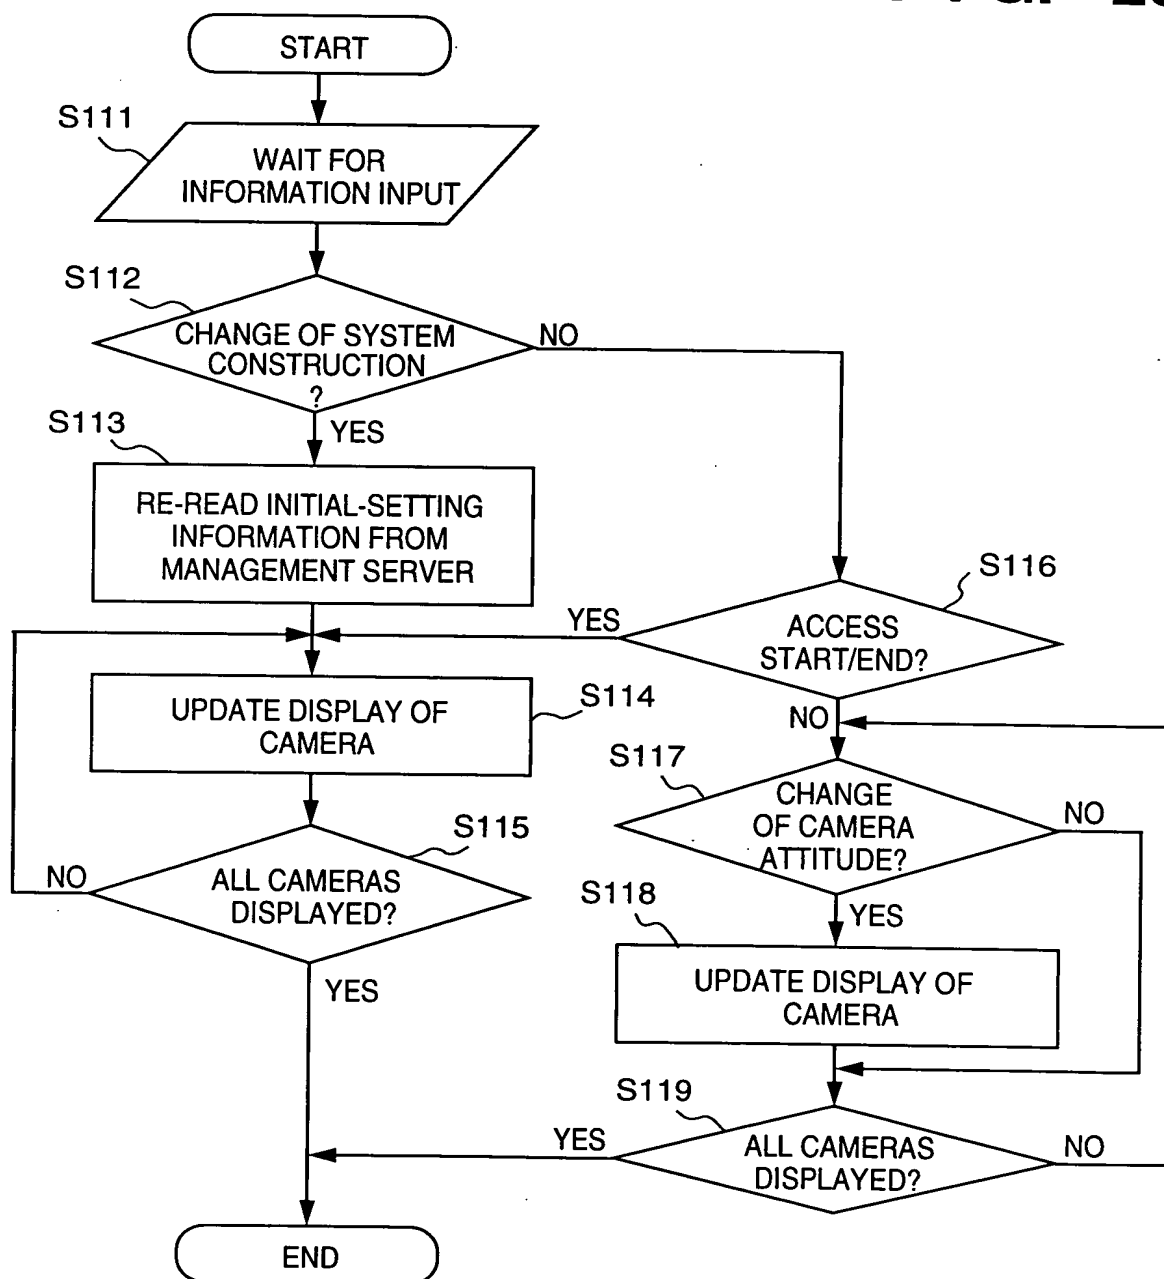 START
S111
WAIT FOR
INFORMATION INPUT
S112
CHANGE OF SYSTEM
CONSTRUCTION
?
NO
YES
S113
RE-READ INITIAL-SETTING
INFORMATION FROM
MANAGEMENT SERVER
S116
YES
ACCESS
START/END?
NO
S114
UPDATE DISPLAY OF
CAMERA
S117
CHANGE
OF CAMERA
ATTITUDE?
NO
YES
S115
NO
ALL CAMERAS
DISPLAYED?
YES
S118
UPDATE DISPLAY OF
CAMERA
S119
YES
ALL CAMERAS
DISPLAYED?
NO
END